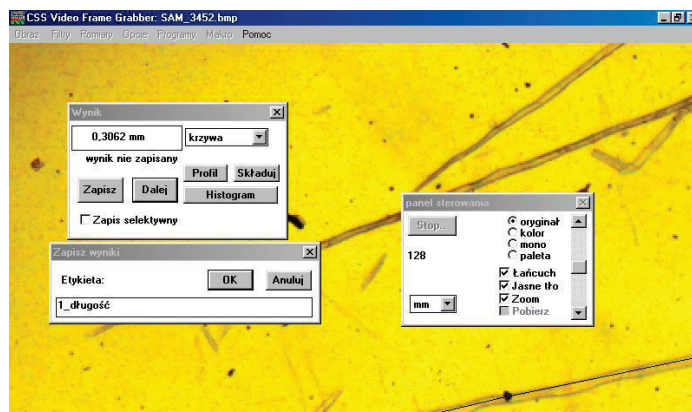 CSS Video Frame Grabber: SAM_3452.bmp
Obraz Filtry Pomiary Opcje Programy Makro Pomoc
Wynik
0,3062 mm
krzywa
wynik nie zapisany
Profil Składuj
Zapisz Dalej
Histogram
Zapis selektywny
Zapisz wyniki
Etykieta:
OK Anuluj
1_długość
panel sterowania
Stop..
oryginał
kolor
mono
paleta
128
Łańcuch
Jasne tło
Zoom
Pobierz
mm